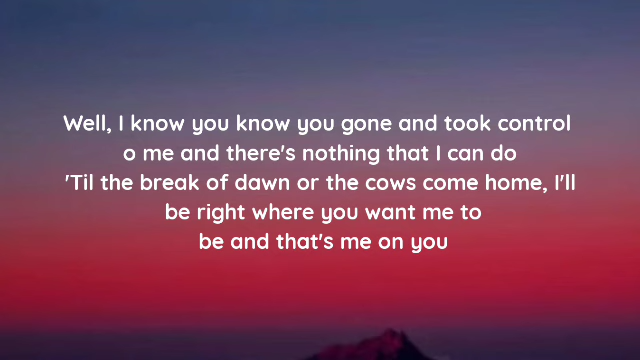 Well, I know you know you gone and took control
o me and there's nothing that I can do
'Til the break of dawn or the cows come home, I'll
be right where you want me to
be and that's me on you